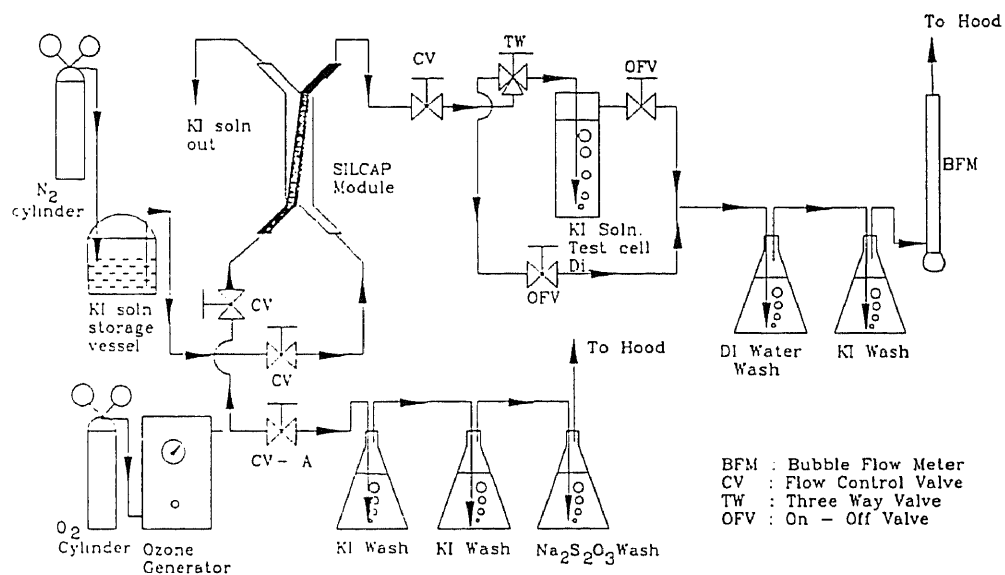 To Hood
TW
CV
OFV
KI soln
out
SILCAP
Module
BFM
N2
cylinder
KI Soln.
Test cell
Di
OFV
KI soln
storage
vessel
CV
CV
DI Water
Wash
KI Wash
To Hood
CV - A
O2
Cylinder
Ozone
Generator
KI Wash
KI Wash
Na2S2O3 Wash
BFM : Bubble Flow Meter
CV : Flow Control Valve
TW : Three Way Valve
OFV : On - Off Valve